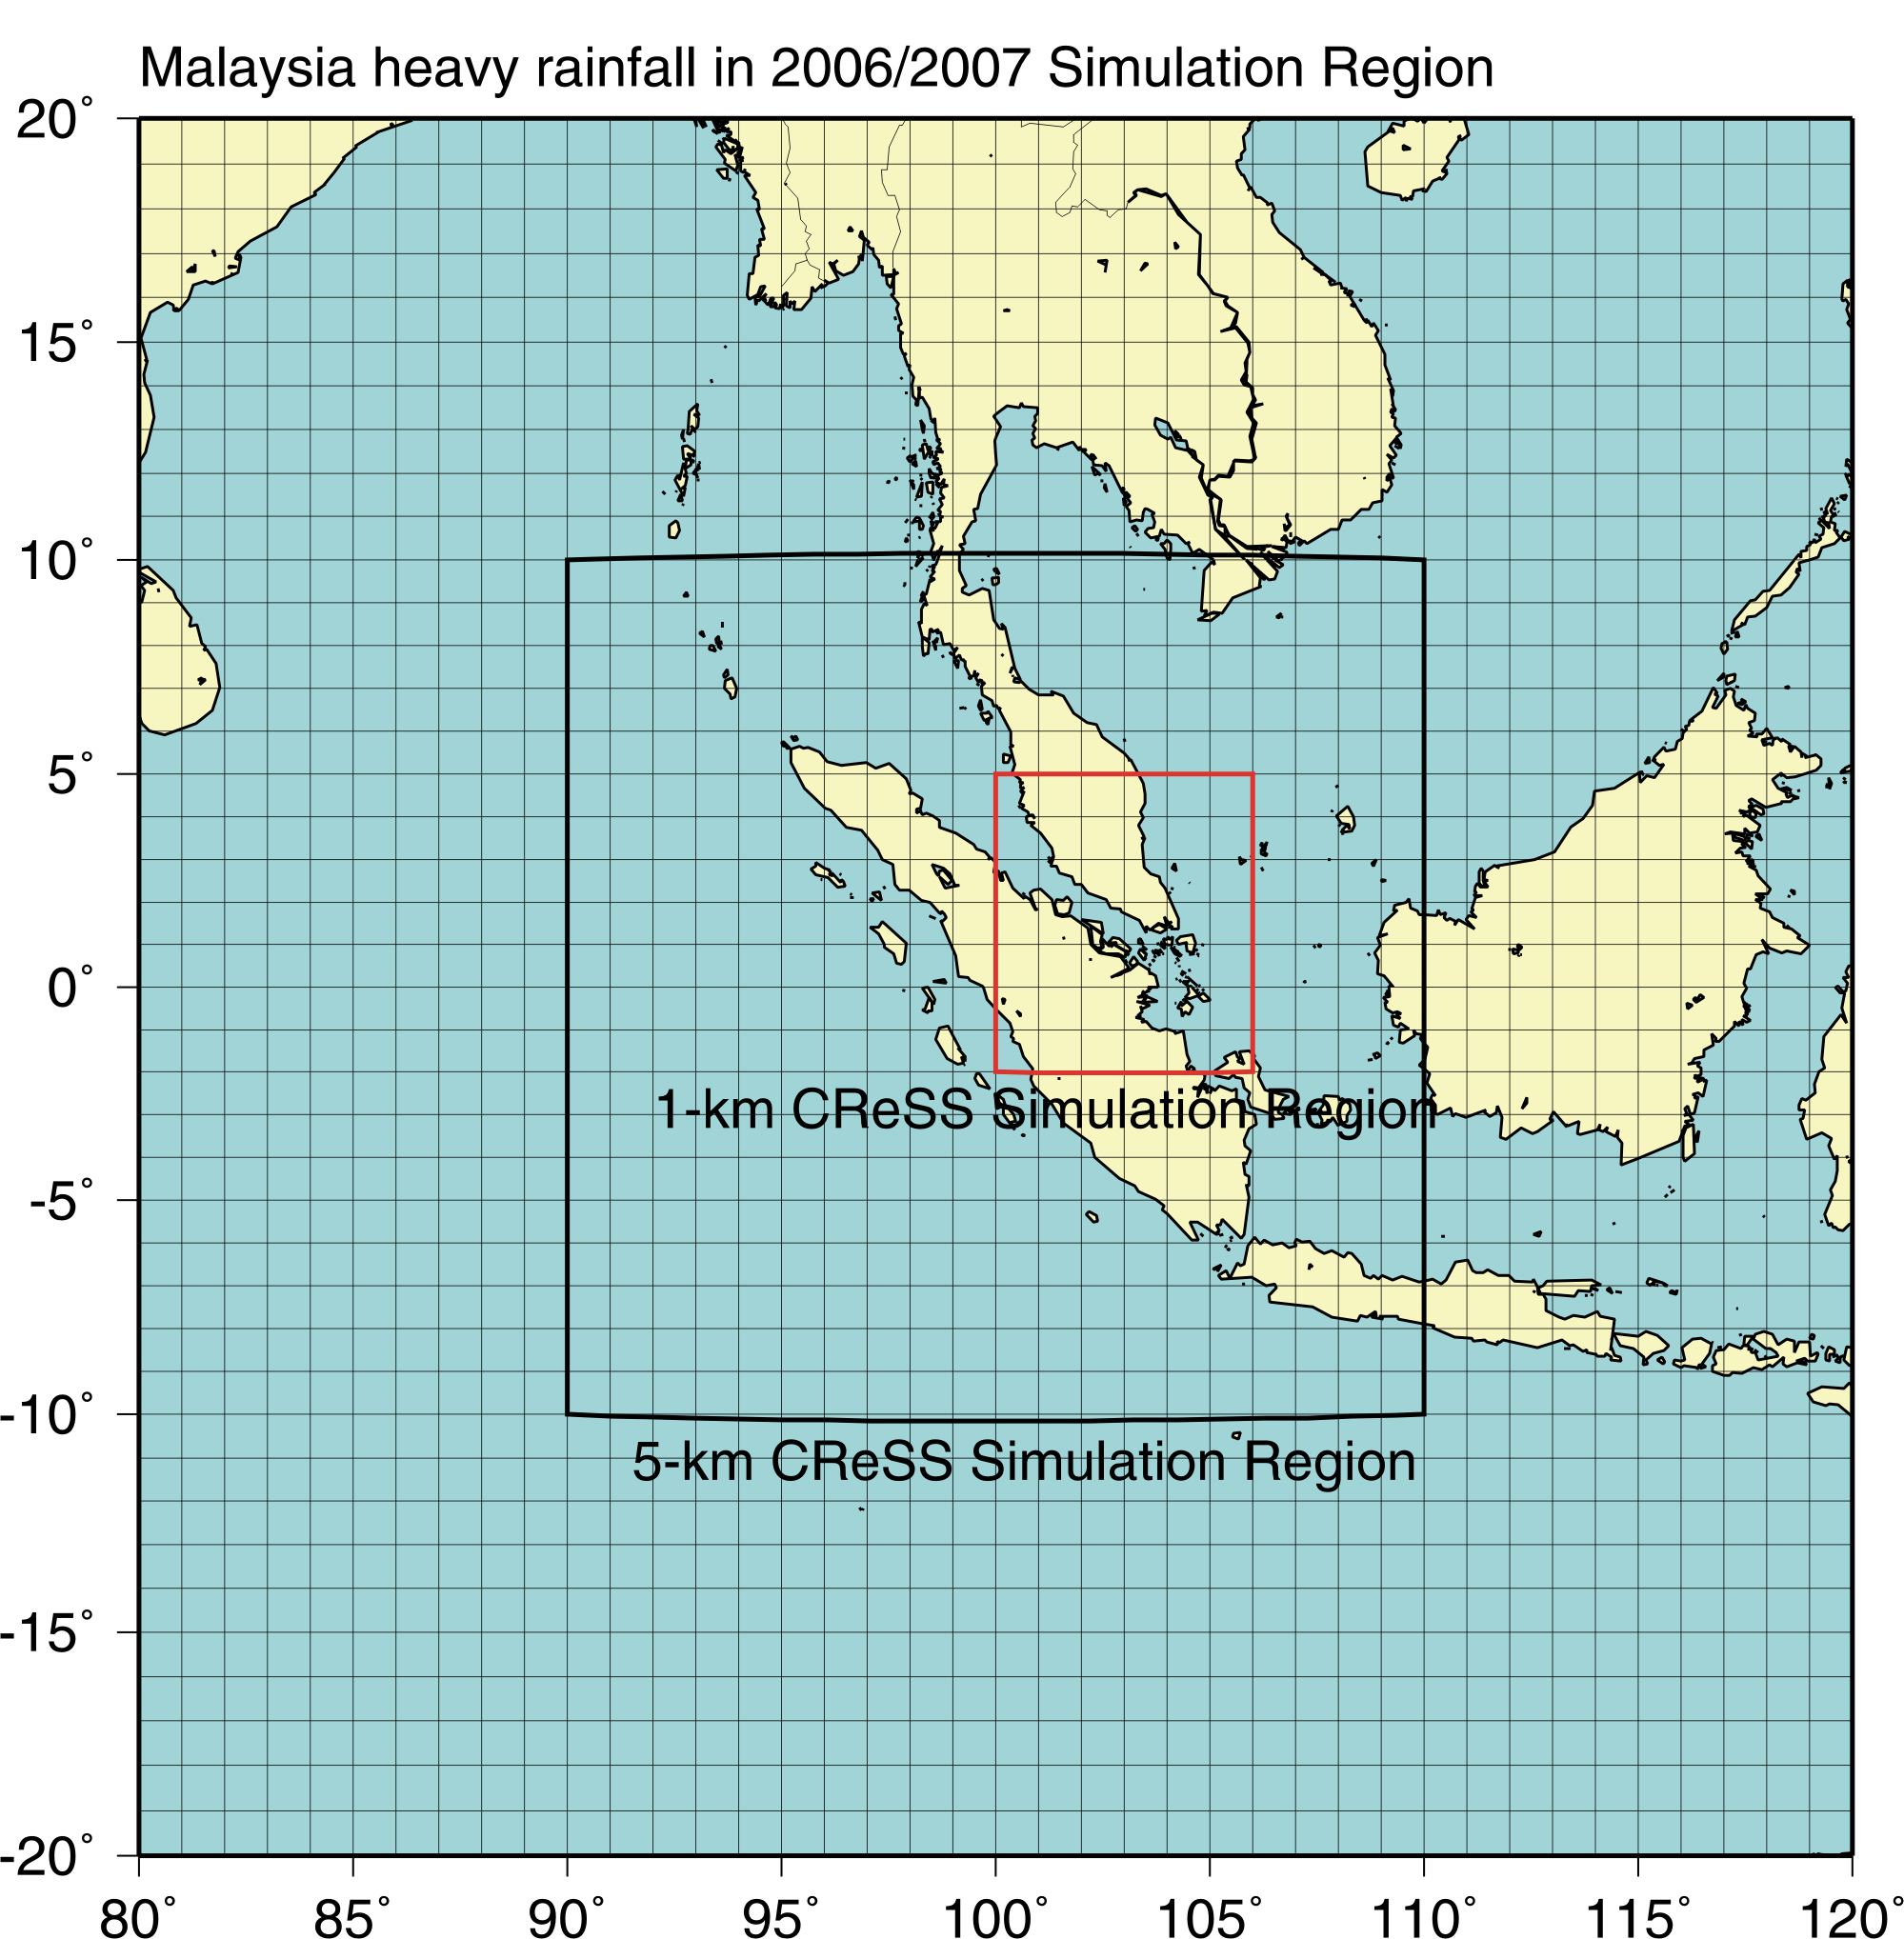 Malaysia heavy rainfall in 2006/2007 Simulation Region
20°
15°
10°
5°
0°
-5°
-10°
-15°
-20°
1-km CReSS Simulation Region
5-km CReSS Simulation Region
80° 85° 90° 95° 100° 105° 110° 115° 120°